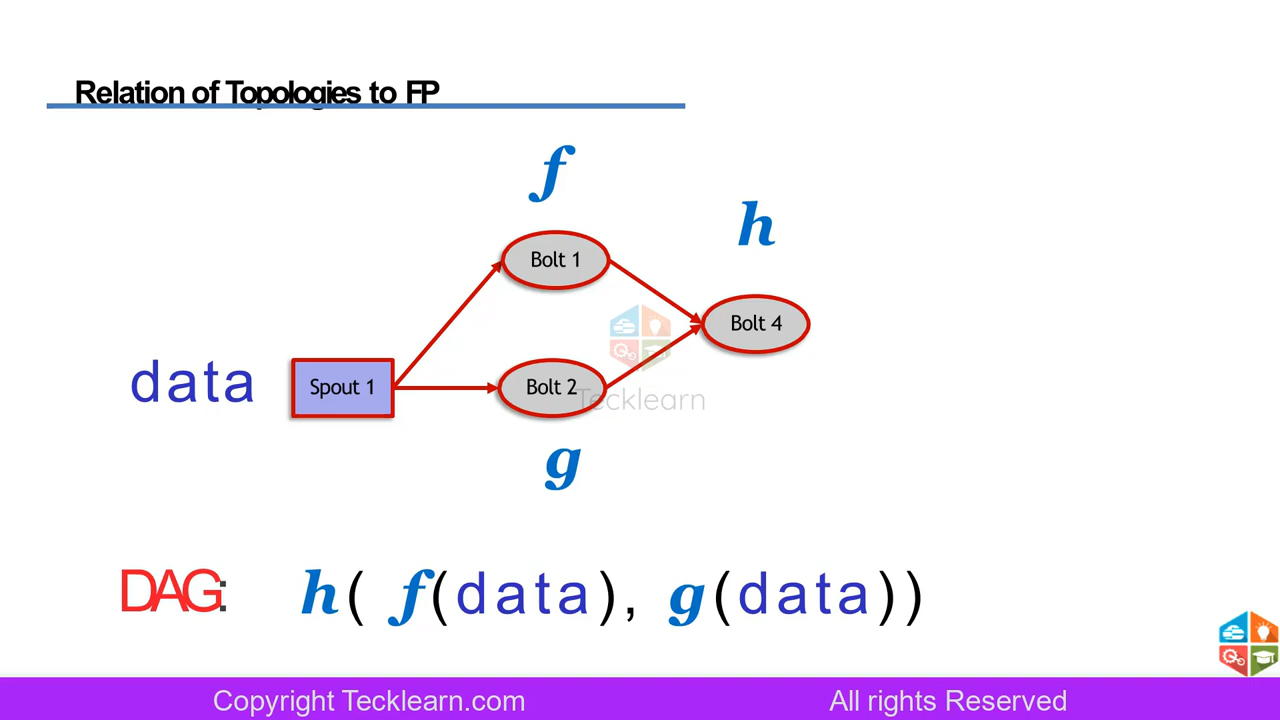 Relation of Topologies to FP
f
h
Bolt 1
Bolt 4
data
Spout 1
Bolt 2
Tecklearn
g
DAG: h( f(data), g(data))
Copyright Tecklearn.com
All rights Reserved